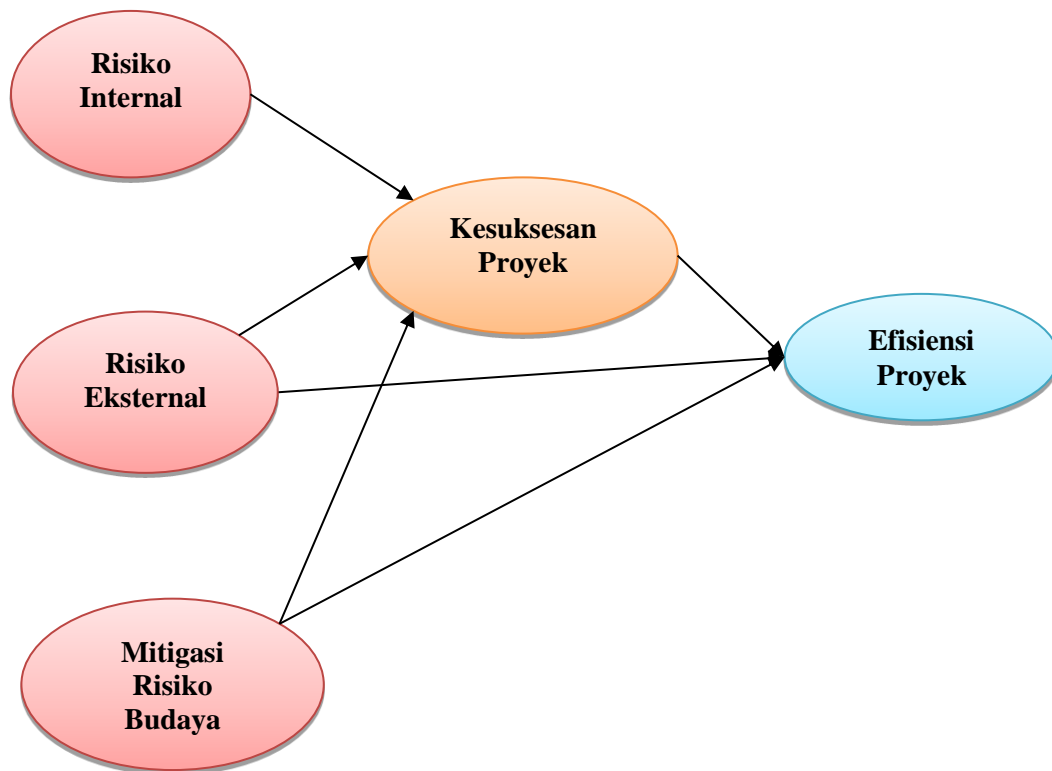 Risiko
Internal
Kesuksesan
Proyek
Risiko
Eksternal
Efisiensi
Proyek
Mitigasi
Risiko
Budaya